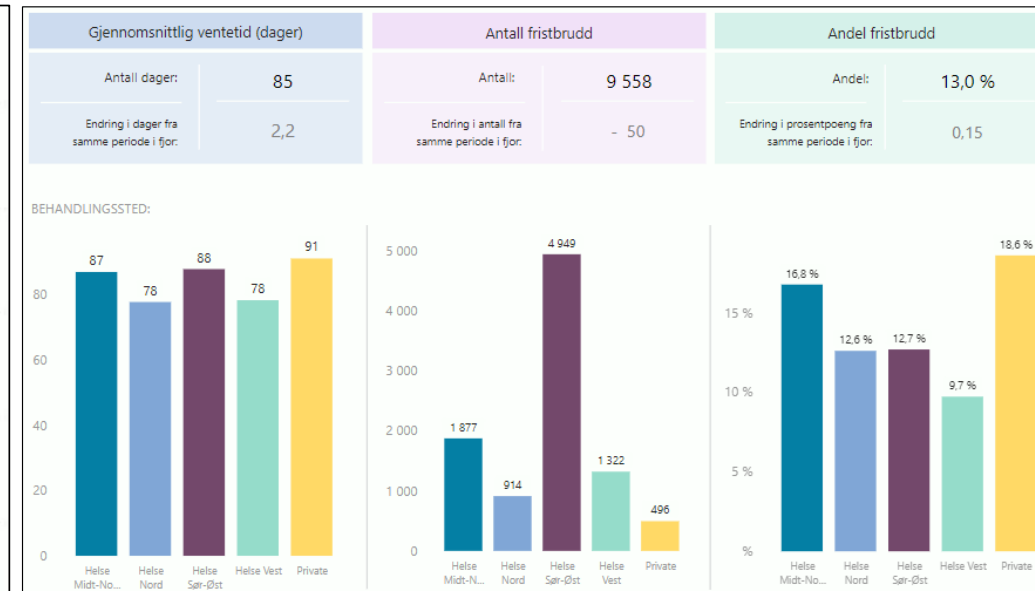 Gjennomsnittlig ventetid (dager)
Antall dager:
85
Endring i dager fra
samme periode i fjor:
2,2
Antall fristbrudd
Antall:
9 558
Endring i antall fra
samme periode i fjor:
- 50
Andel fristbrudd
Andel:
13,0 %
Endring i prosentpoeng fra
samme periode i fjor:
0,15
BEHANDLINGSSTED:
80
60
40
20
0
87
78
88
78
91
Helse
Midt-No...
Helse
Nord
Helse
Sør-Øst
Helse Vest
Private
5 000
4 000
3 000
2 000
1 000
0
1 877
914
4 949
1 322
496
Helse
Midt-N...
Helse
Nord
Helse
Sør-Øst
Helse
Vest
Private
15 %
10 %
5 %
%
16,8 %
12,6 %
12,7 %
9,7 %
18,6 %
Helse
Midt-No...
Helse
Nord
Helse
Sør-Øst
Helse Vest
Private